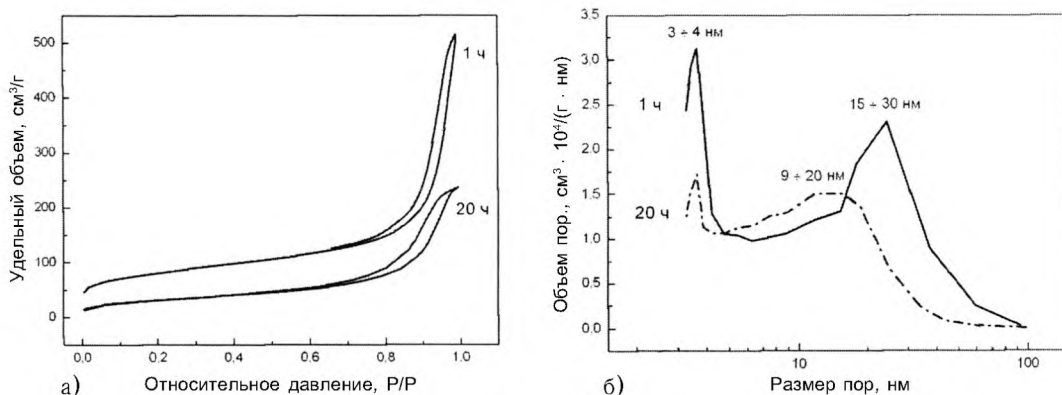 500
400
300
200
100
0
0,0 0,2 0,4 0,6 0,8 1,0
Удельный объем, см³/г
Относительное давление, P/P
1 ч
20 ч
а)
3,5
3,0
2,5
2,0
1,5
1,0
0,5
0,0
10 100
Объем пор., см³ · 10⁴/(г · нм)
Размер пор, нм
3 ÷ 4 нм
1 ч
15 ÷ 30 нм
9 ÷ 20 нм
20 ч
б)